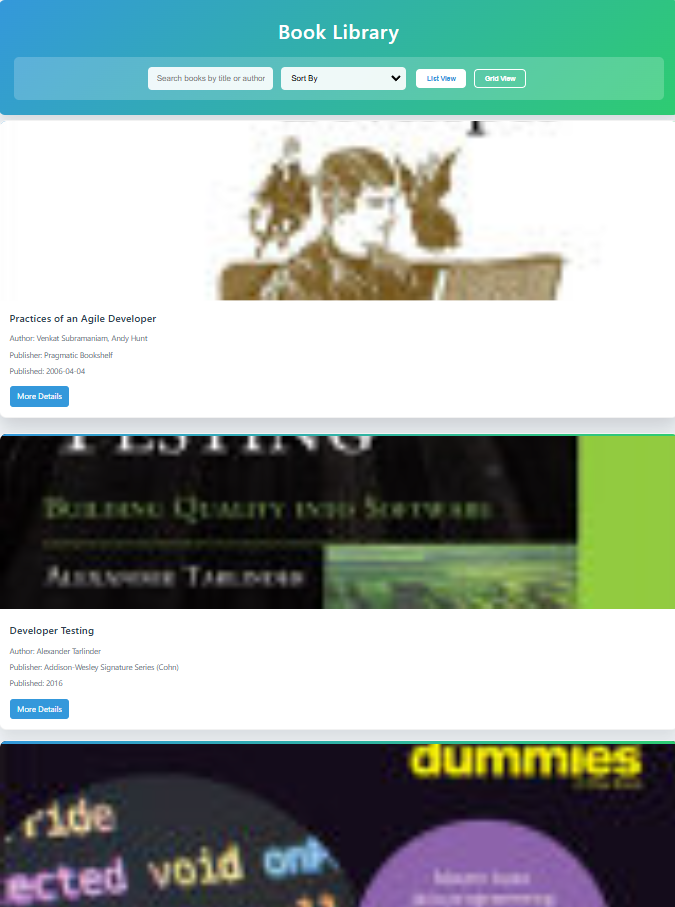 Book Library
Search books by title or author
Sort By
List View
Grid View
Practices of an Agile Developer
Author: Venkat Subramaniam, Andy Hunt
Publisher: Pragmatic Bookshelf
Published: 2006-04-04
More Details
TESTING
BUILDING QUALITY INTO SOFTWARE
ALEXANDER TARLINDER
Developer Testing
Author: Alexander Tarlinder
Publisher: Addison-Wesley Signature Series (Cohn)
Published: 2016
More Details
dummies
ride
ected void onk